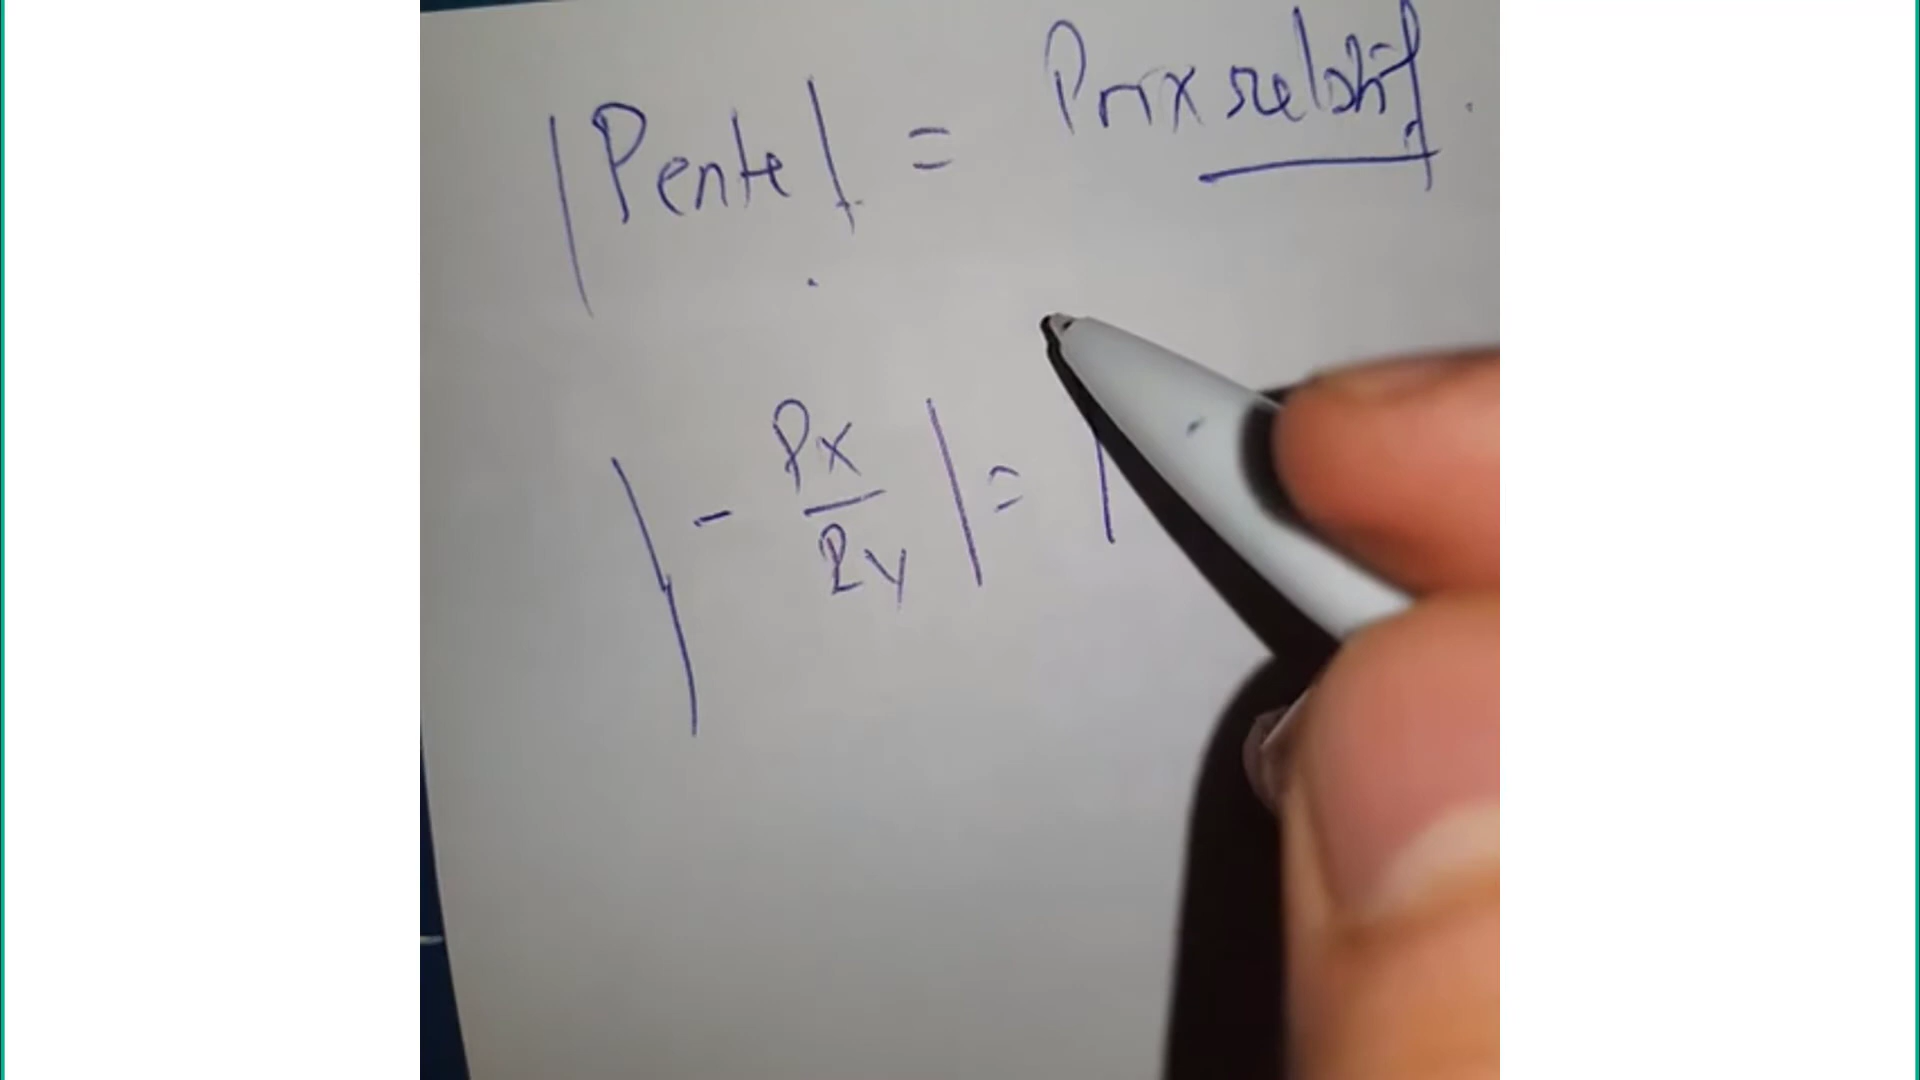 |Pente| = Prix relatif.
|- Px/Py| = |